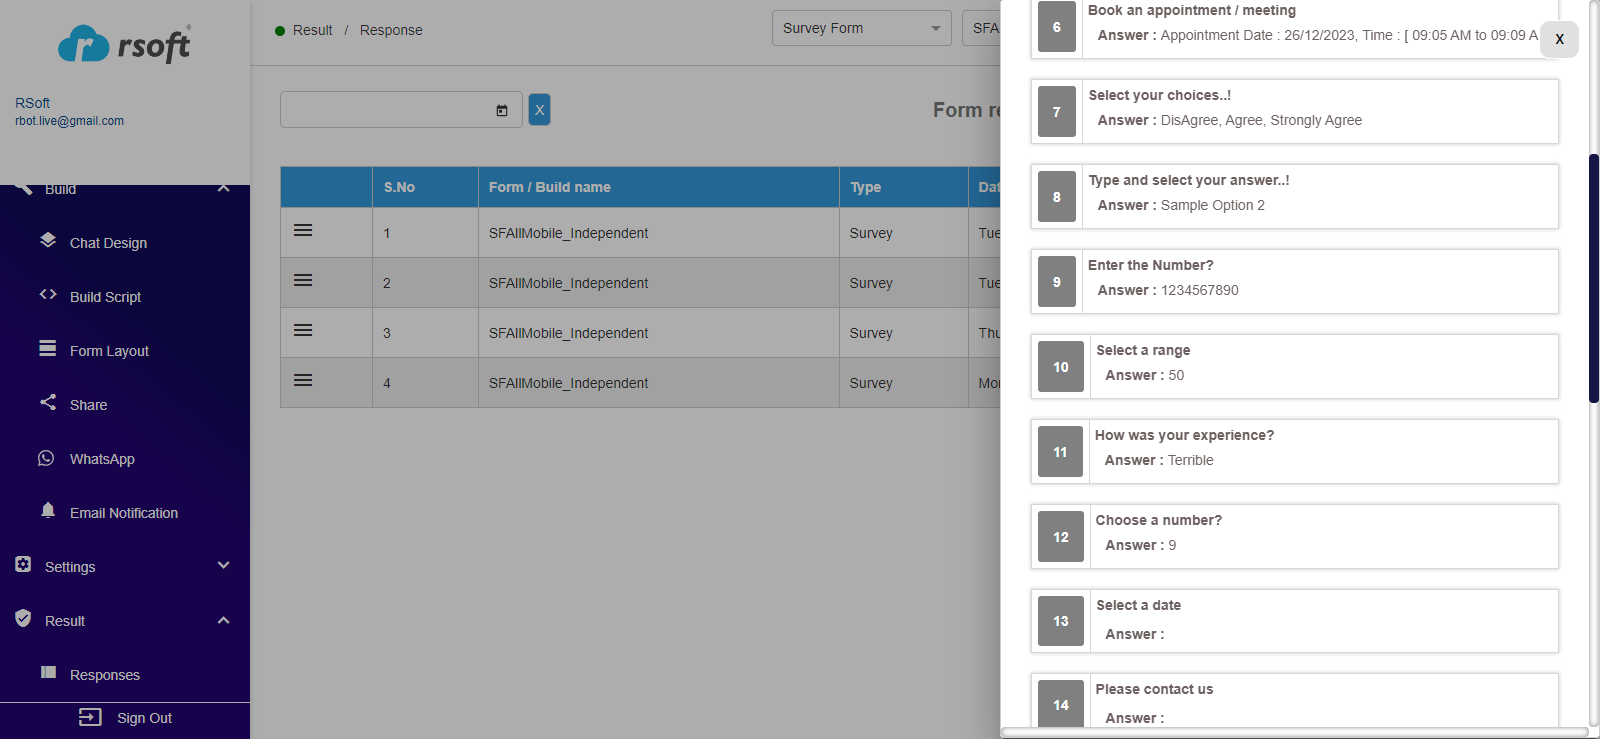 rsoft
RSoft
rbot.live@gmail.com
Build
Chat Design
Build Script
Form Layout
Share
WhatsApp
Email Notification
Settings
Result
Responses
Sign Out
Result / Response
Survey Form
SFA
X
Form re
S.No Form / Build name Type Dat
1 SFAllMobile_Independent Survey Tue
2 SFAllMobile_Independent Survey Tue
3 SFAllMobile_Independent Survey Thu
4 SFAllMobile_Independent Survey Mon
X
6 Book an appointment / meeting
Answer : Appointment Date : 26/12/2023, Time : [ 09:05 AM to 09:09 A
7 Select your choices..!
Answer : DisAgree, Agree, Strongly Agree
8 Type and select your answer..!
Answer : Sample Option 2
9 Enter the Number?
Answer : 1234567890
10 Select a range
Answer : 50
11 How was your experience?
Answer : Terrible
12 Choose a number?
Answer : 9
13 Select a date
Answer :
14 Please contact us
Answer :